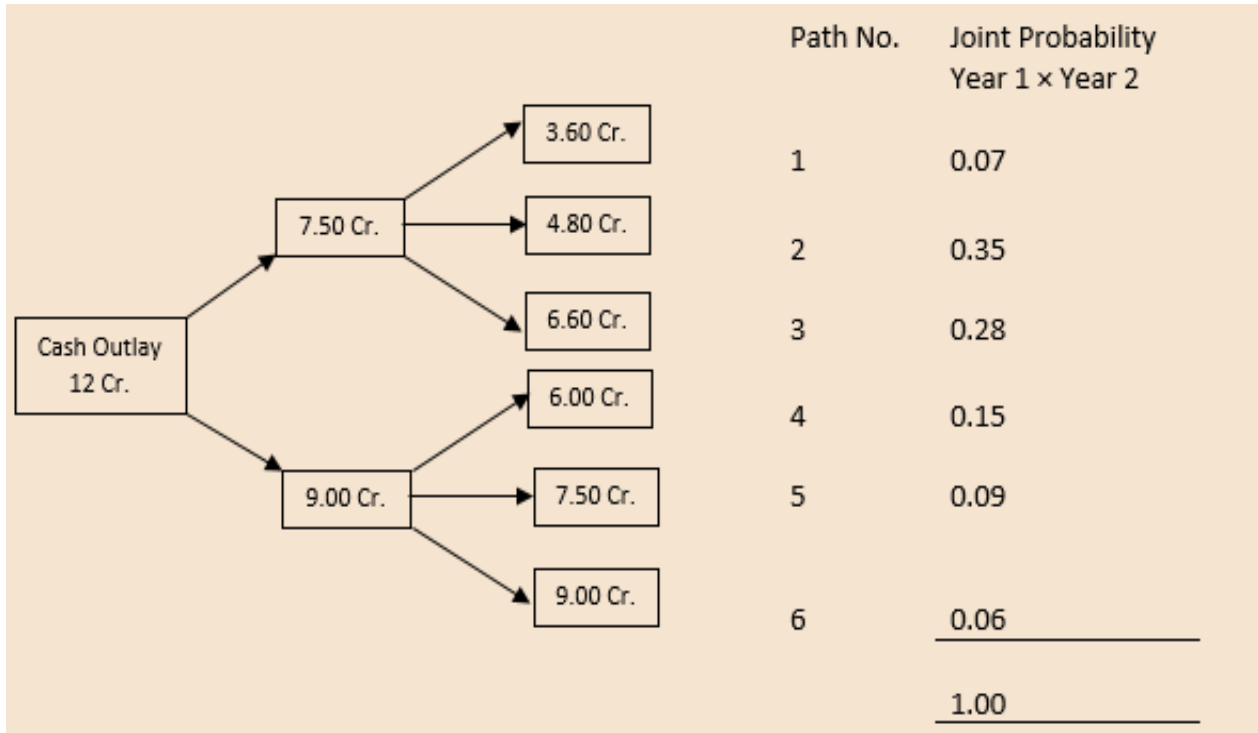 Path No. Joint Probability
Year 1 × Year 2
3.60 Cr.
1 0.07
7.50 Cr.
4.80 Cr.
2 0.35
6.60 Cr.
3 0.28
Cash Outlay
12 Cr.
6.00 Cr.
4 0.15
9.00 Cr.
7.50 Cr.
5 0.09
9.00 Cr.
6 0.06
1.00